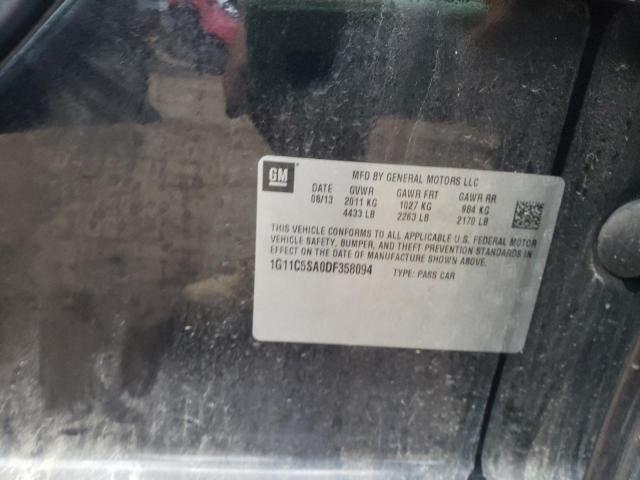 GM MFD BY GENERAL MOTORS LLC
DATE GVWR GAWR FRT GAWR RR
08/13 2011 KG 1027 KG 984 KG
4433 LB 2263 LB 2170 LB
THIS VEHICLE CONFORMS TO ALL APPLICABLE U.S. FEDERAL MOTOR
VEHICLE SAFETY, BUMPER, AND THEFT PREVENTION STANDARDS IN
EFFECT ON THE DATE OF MANUFACTURE SHOWN ABOVE.
1G11C5SA0DF358094 TYPE: PARS CAR